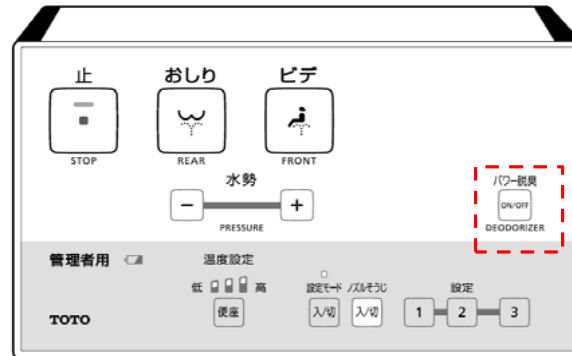 止 おしり ビデ
STOP REAR FRONT
水勢
- +
PRESSURE
パワー脱臭
ON/OFF
DEODORIZER
管理者用 温度設定
低 高 設定モード ノズルそうじ 設定
便座 入/切 入/切 1 2 3
TOTO